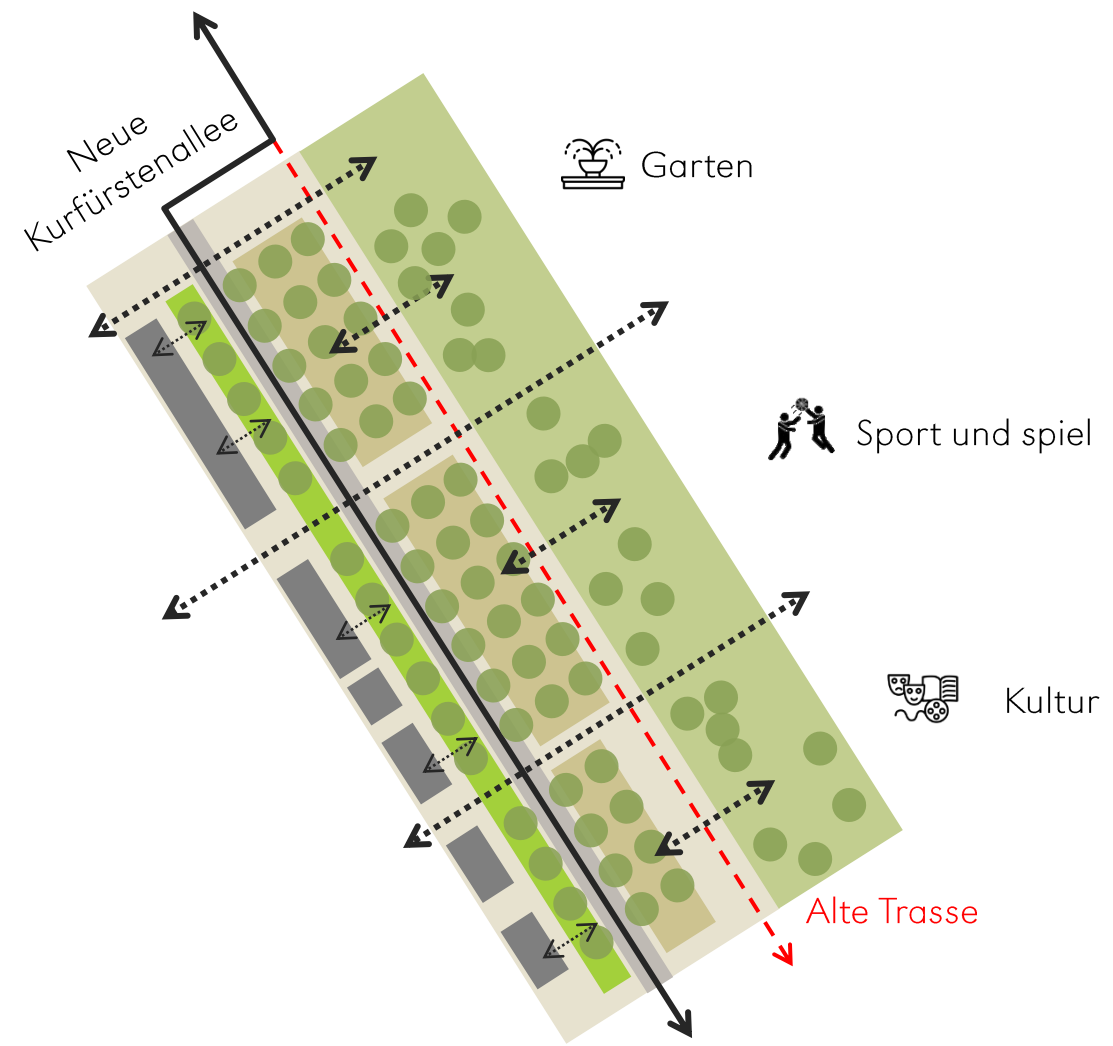 Neue
Kurfürstenallee
Garten
Sport und spiel
Kultur
Alte Trasse